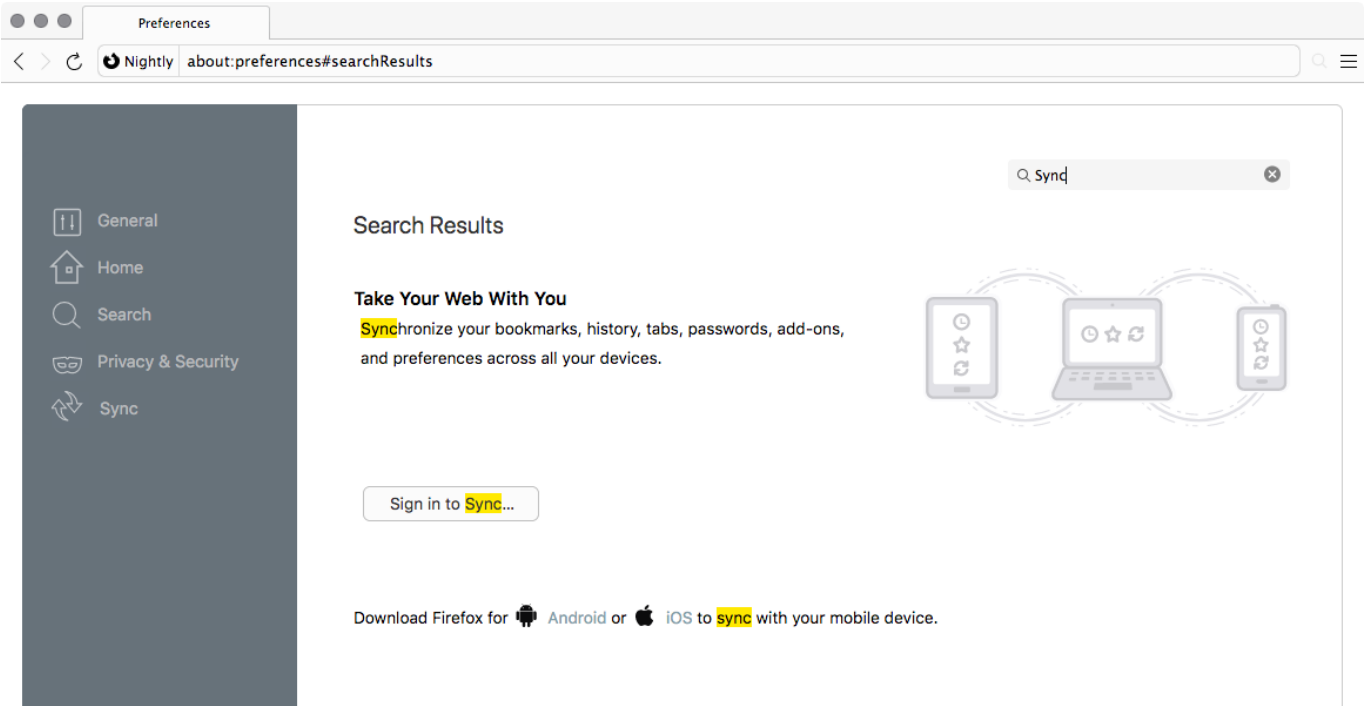 Preferences
Nightly about:preferences#searchResults
Sync
General
Home
Search
Privacy & Security
Sync
Search Results
Take Your Web With You
Synchronize your bookmarks, history, tabs, passwords, add-ons,
and preferences across all your devices.
Sign in to Sync...
Download Firefox for Android or iOS to sync with your mobile device.